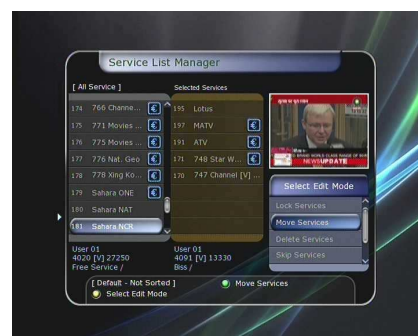 Service List Manager
[ All Service ]
174 766 Channe... €
175 771 Movies ... €
176 775 Movies ... €
177 776 Nat. Geo €
178 778 Xing Ko... €
179 Sahara ONE €
180 Sahara NAT
181 Sahara NCR
User 01
4020 [V] 27250
Free Service /
Selected Services
195 Lotus
197 MATV €
191 ATV €
171 748 Star W... €
170 747 Channel [V] ...
User 01
4091 [V] 13330
Biss /
NEWSUPDATE
Select Edit Mode
Lock Services
Move Services
Delete Services
Skip Services
[ Default - Not Sorted ]
Move Services
Select Edit Mode